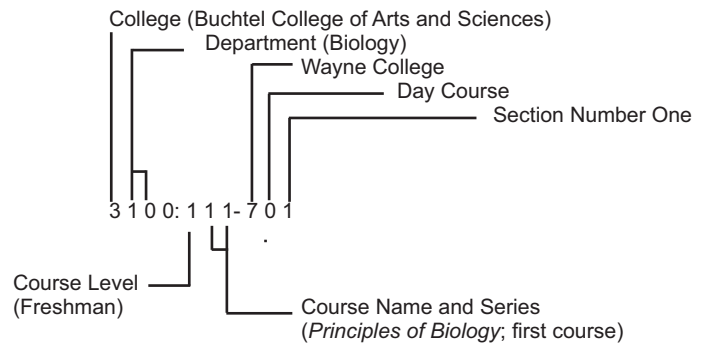 College (Buchtel College of Arts and Sciences)
Department (Biology)
Wayne College
Day Course
Section Number One
3 1 0 0: 1 1 1- 7 0 1
Course Level
(Freshman)
Course Name and Series
(Principles of Biology; first course)